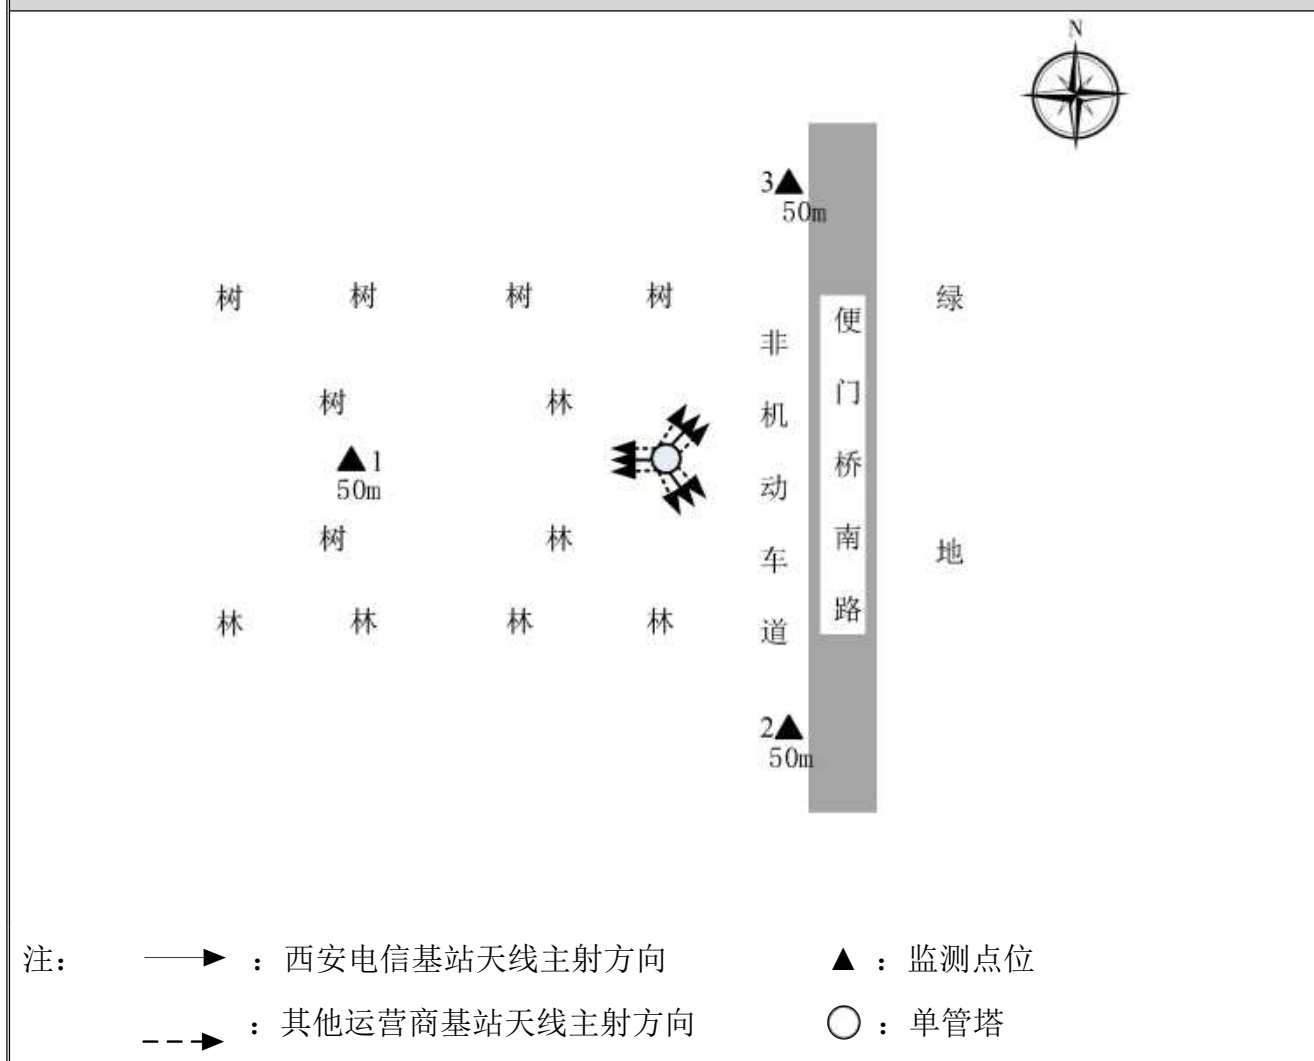 N
3
50m
树 树 树 树
绿
便门桥南路
非机动车道
树 林
1
50m
树 林
地
林 林 林 林
2
50m
注: :西安电信基站天线主射方向 ▲:监测点位
:其他运营商基站天线主射方向 :单管塔